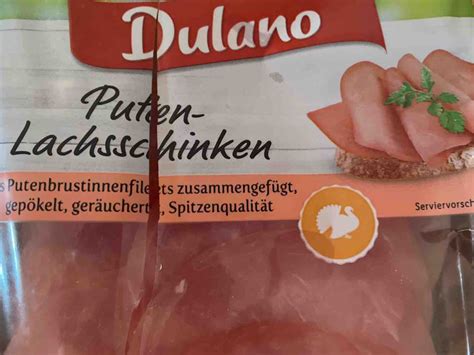 Dulano
Puten-
Lachsschinken
s Putenbrustinnenfilets zusammengefügt,
gepökelt, geräuchert, Spitzenqualität
Serviervorsch